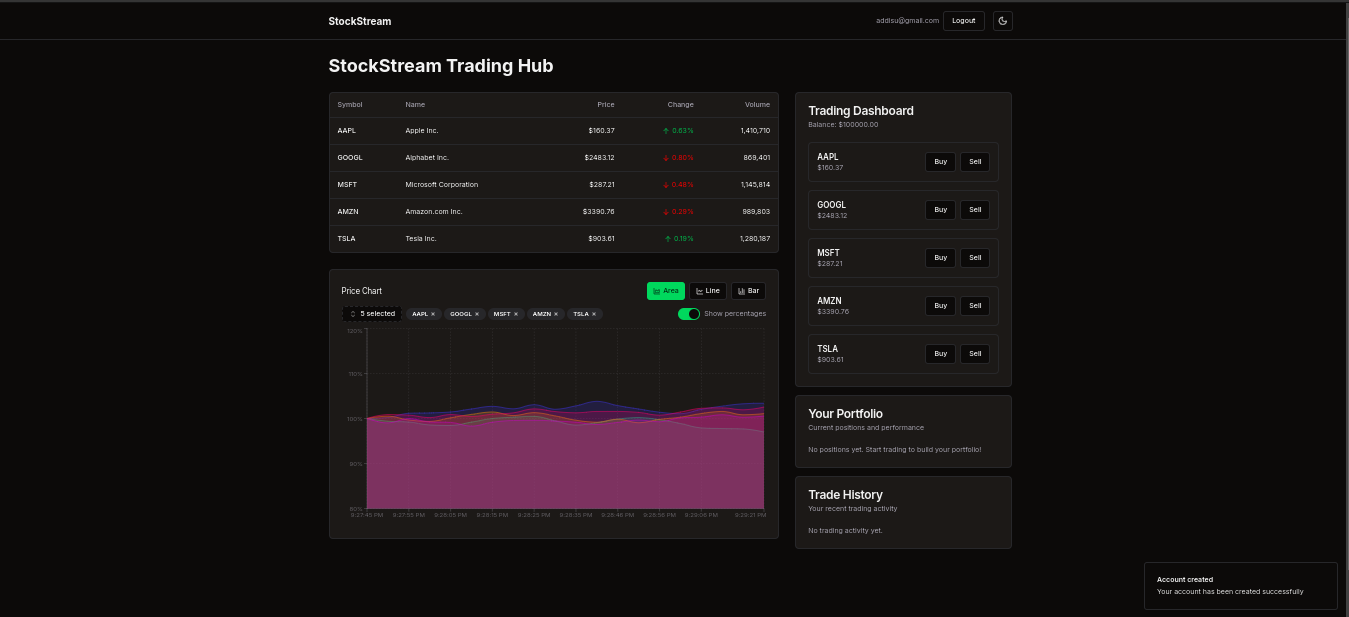 StockStream
addisu@gmail.com Logout
StockStream Trading Hub
Symbol Name Price Change Volume
AAPL Apple Inc. $160.37 ↑ 0.63% 1,410,710
GOOGL Alphabet Inc. $2483.12 ↓ 0.80% 869,401
MSFT Microsoft Corporation $287.21 ↓ 0.48% 1,145,814
AMZN Amazon.com Inc. $3390.76 ↓ 0.29% 989,803
TSLA Tesla Inc. $903.61 ↑ 0.19% 1,280,187
Price Chart
Area Line Bar
5 selected AAPL × GOOGL × MSFT × AMZN × TSLA × Show percentages
120%
110%
100%
90%
80%
9:27:45 PM 9:27:55 PM 9:28:05 PM 9:28:15 PM 9:28:25 PM 9:28:35 PM 9:28:46 PM 9:28:56 PM 9:29:06 PM 9:29:21 PM
Trading Dashboard
Balance: $100000.00
AAPL
$160.37
Buy Sell
GOOGL
$2483.12
Buy Sell
MSFT
$287.21
Buy Sell
AMZN
$3390.76
Buy Sell
TSLA
$903.61
Buy Sell
Your Portfolio
Current positions and performance
No positions yet. Start trading to build your portfolio!
Trade History
Your recent trading activity
No trading activity yet.
Account created
Your account has been created successfully